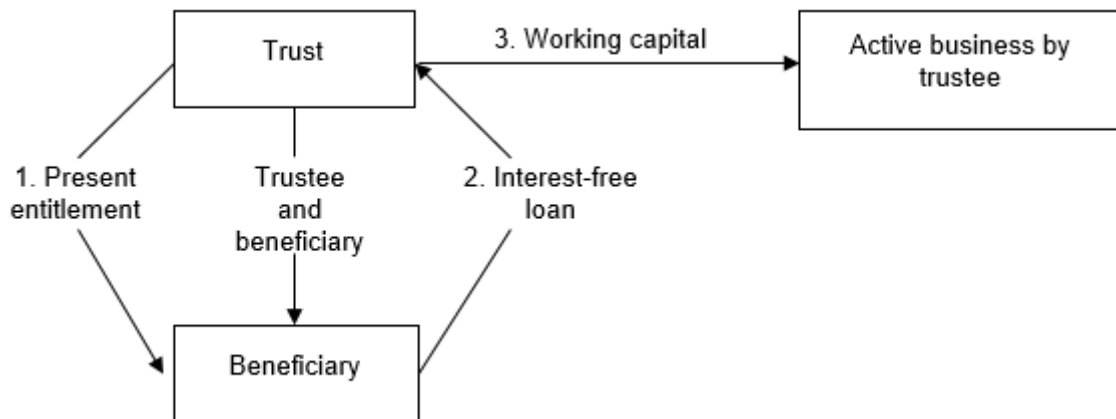 Trust
3. Working capital
Active business by
trustee
1. Present
entitlement
Trustee
and
beneficiary
2. Interest-free
loan
Beneficiary